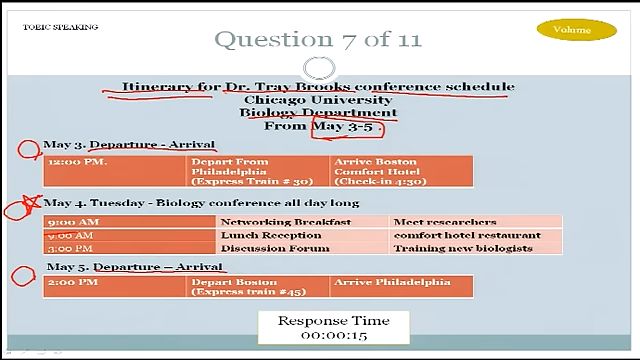 TOEIC SPEAKING
Volume
Question 7 of 11
Itinerary for Dr. Tray Brooks conference schedule
Chicago University
Biology Department
From May 3-5 .
May 3. Departure - Arrival
12:00 PM. Depart From Philadelphia (Express Train # 30) Arrive Boston Comfort Hotel (Check-in 4:30)
May 4. Tuesday - Biology conference all day long
9:00 AM Networking Breakfast Meet researchers
9:00 AM Lunch Reception comfort hotel restaurant
3:00 PM Discussion Forum Training new biologists
May 5. Departure – Arrival
2:00 PM Depart Boston (Express train #45) Arrive Philadelphia
Response Time
00:00:15